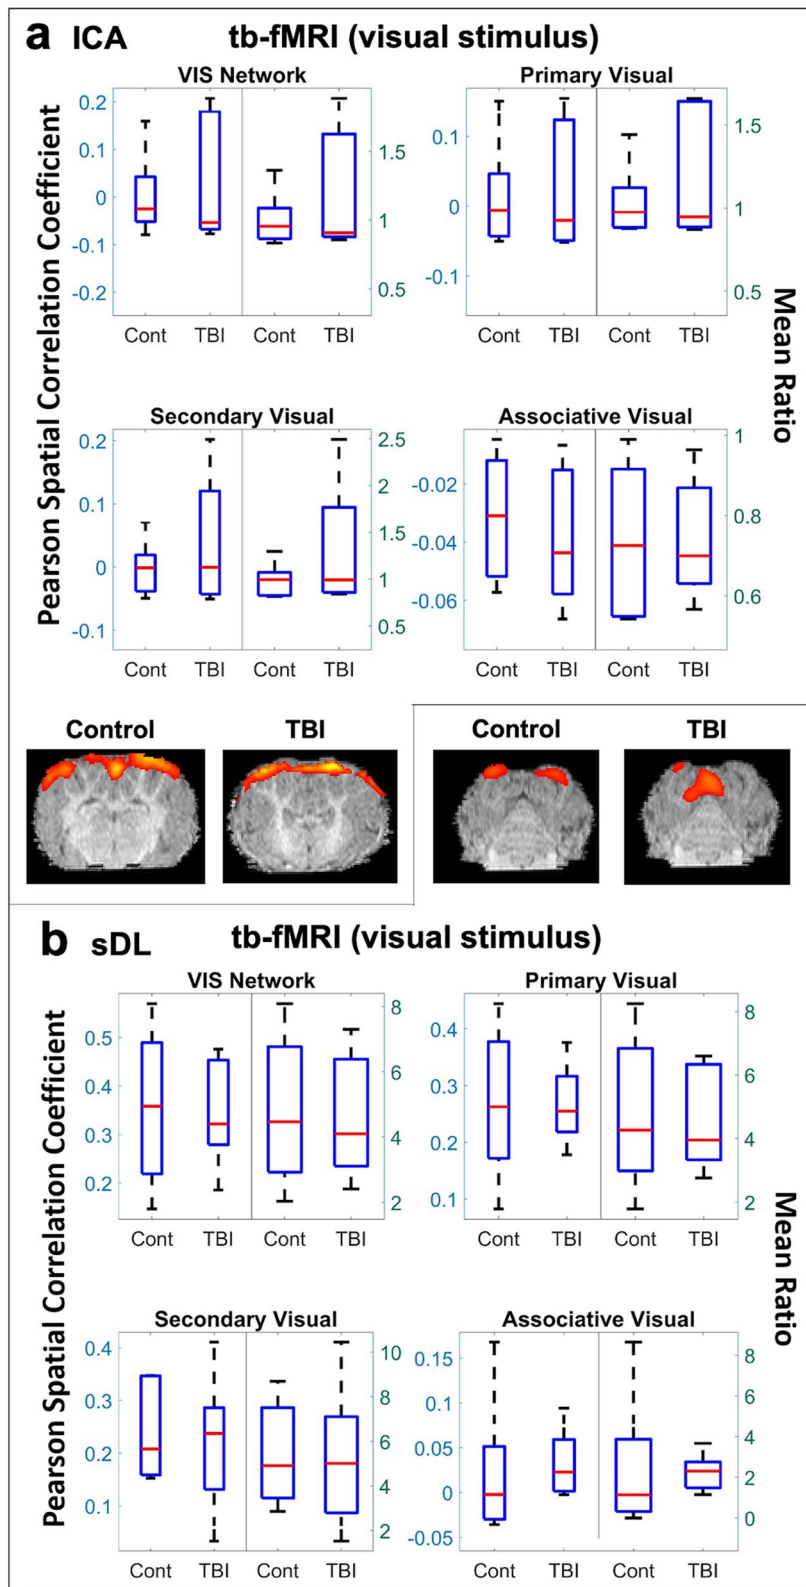 a ICA tb-fMRI (visual stimulus)
VIS Network
Primary Visual
Pearson Spatial Correlation Coefficient
Mean Ratio
0.2
0.1
0
-0.1
-0.2
1.5
1
0.5
Cont TBI Cont TBI
0.1
0
-0.1
1.5
1
0.5
Cont TBI Cont TBI
Secondary Visual
Associative Visual
0.2
0.1
0
-0.1
2.5
2
1.5
1
0.5
Cont TBI Cont TBI
-0.02
-0.04
-0.06
1
0.8
0.6
Cont TBI Cont TBI
Control TBI Control TBI
b sDL tb-fMRI (visual stimulus)
VIS Network
Primary Visual
Pearson Spatial Correlation Coefficient
Mean Ratio
0.5
0.4
0.3
0.2
8
6
4
2
Cont TBI Cont TBI
0.4
0.3
0.2
0.1
8
6
4
2
Cont TBI Cont TBI
Secondary Visual
Associative Visual
0.4
0.3
0.2
0.1
10
8
6
4
2
Cont TBI Cont TBI
0.15
0.1
0.05
0
-0.05
8
6
4
2
0
Cont TBI Cont TBI